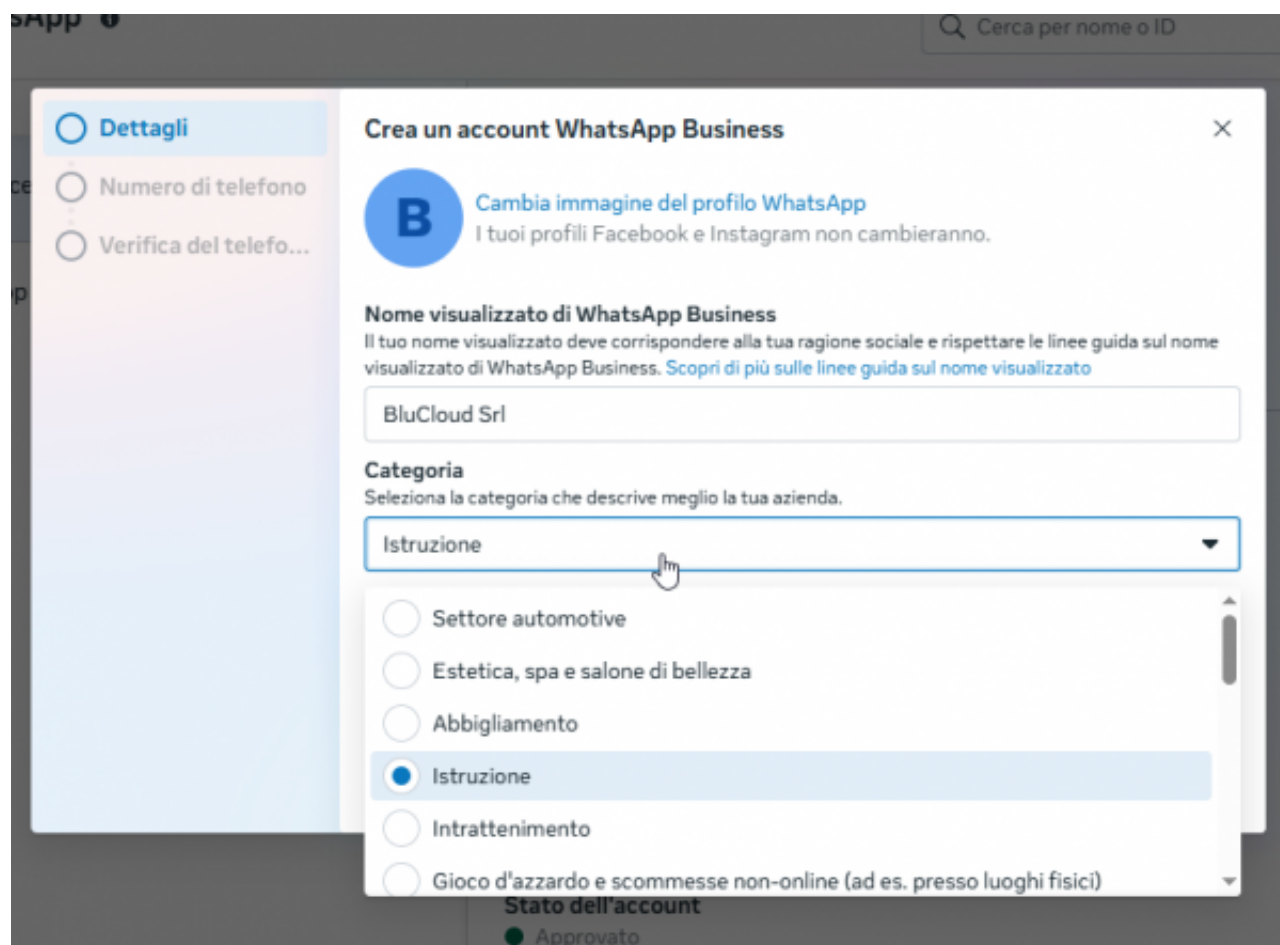 sApp
Cerca per nome o ID
Dettagli
Numero di telefono
Verifica del telefo...
ce
op
Crea un account WhatsApp Business
B
Cambia immagine del profilo WhatsApp
I tuoi profili Facebook e Instagram non cambieranno.
Nome visualizzato di WhatsApp Business
Il tuo nome visualizzato deve corrispondere alla tua ragione sociale e rispettare le linee guida sul nome
visualizzato di WhatsApp Business. Scopri di più sulle linee guida sul nome visualizzato
BluCloud Srl
Categoria
Seleziona la categoria che descrive meglio la tua azienda.
Istruzione
Settore automotive
Estetica, spa e salone di bellezza
Abbigliamento
Istruzione
Intrattenimento
Gioco d'azzardo e scommesse non-online (ad es. presso luoghi fisici)
Stato dell'account
Approvato